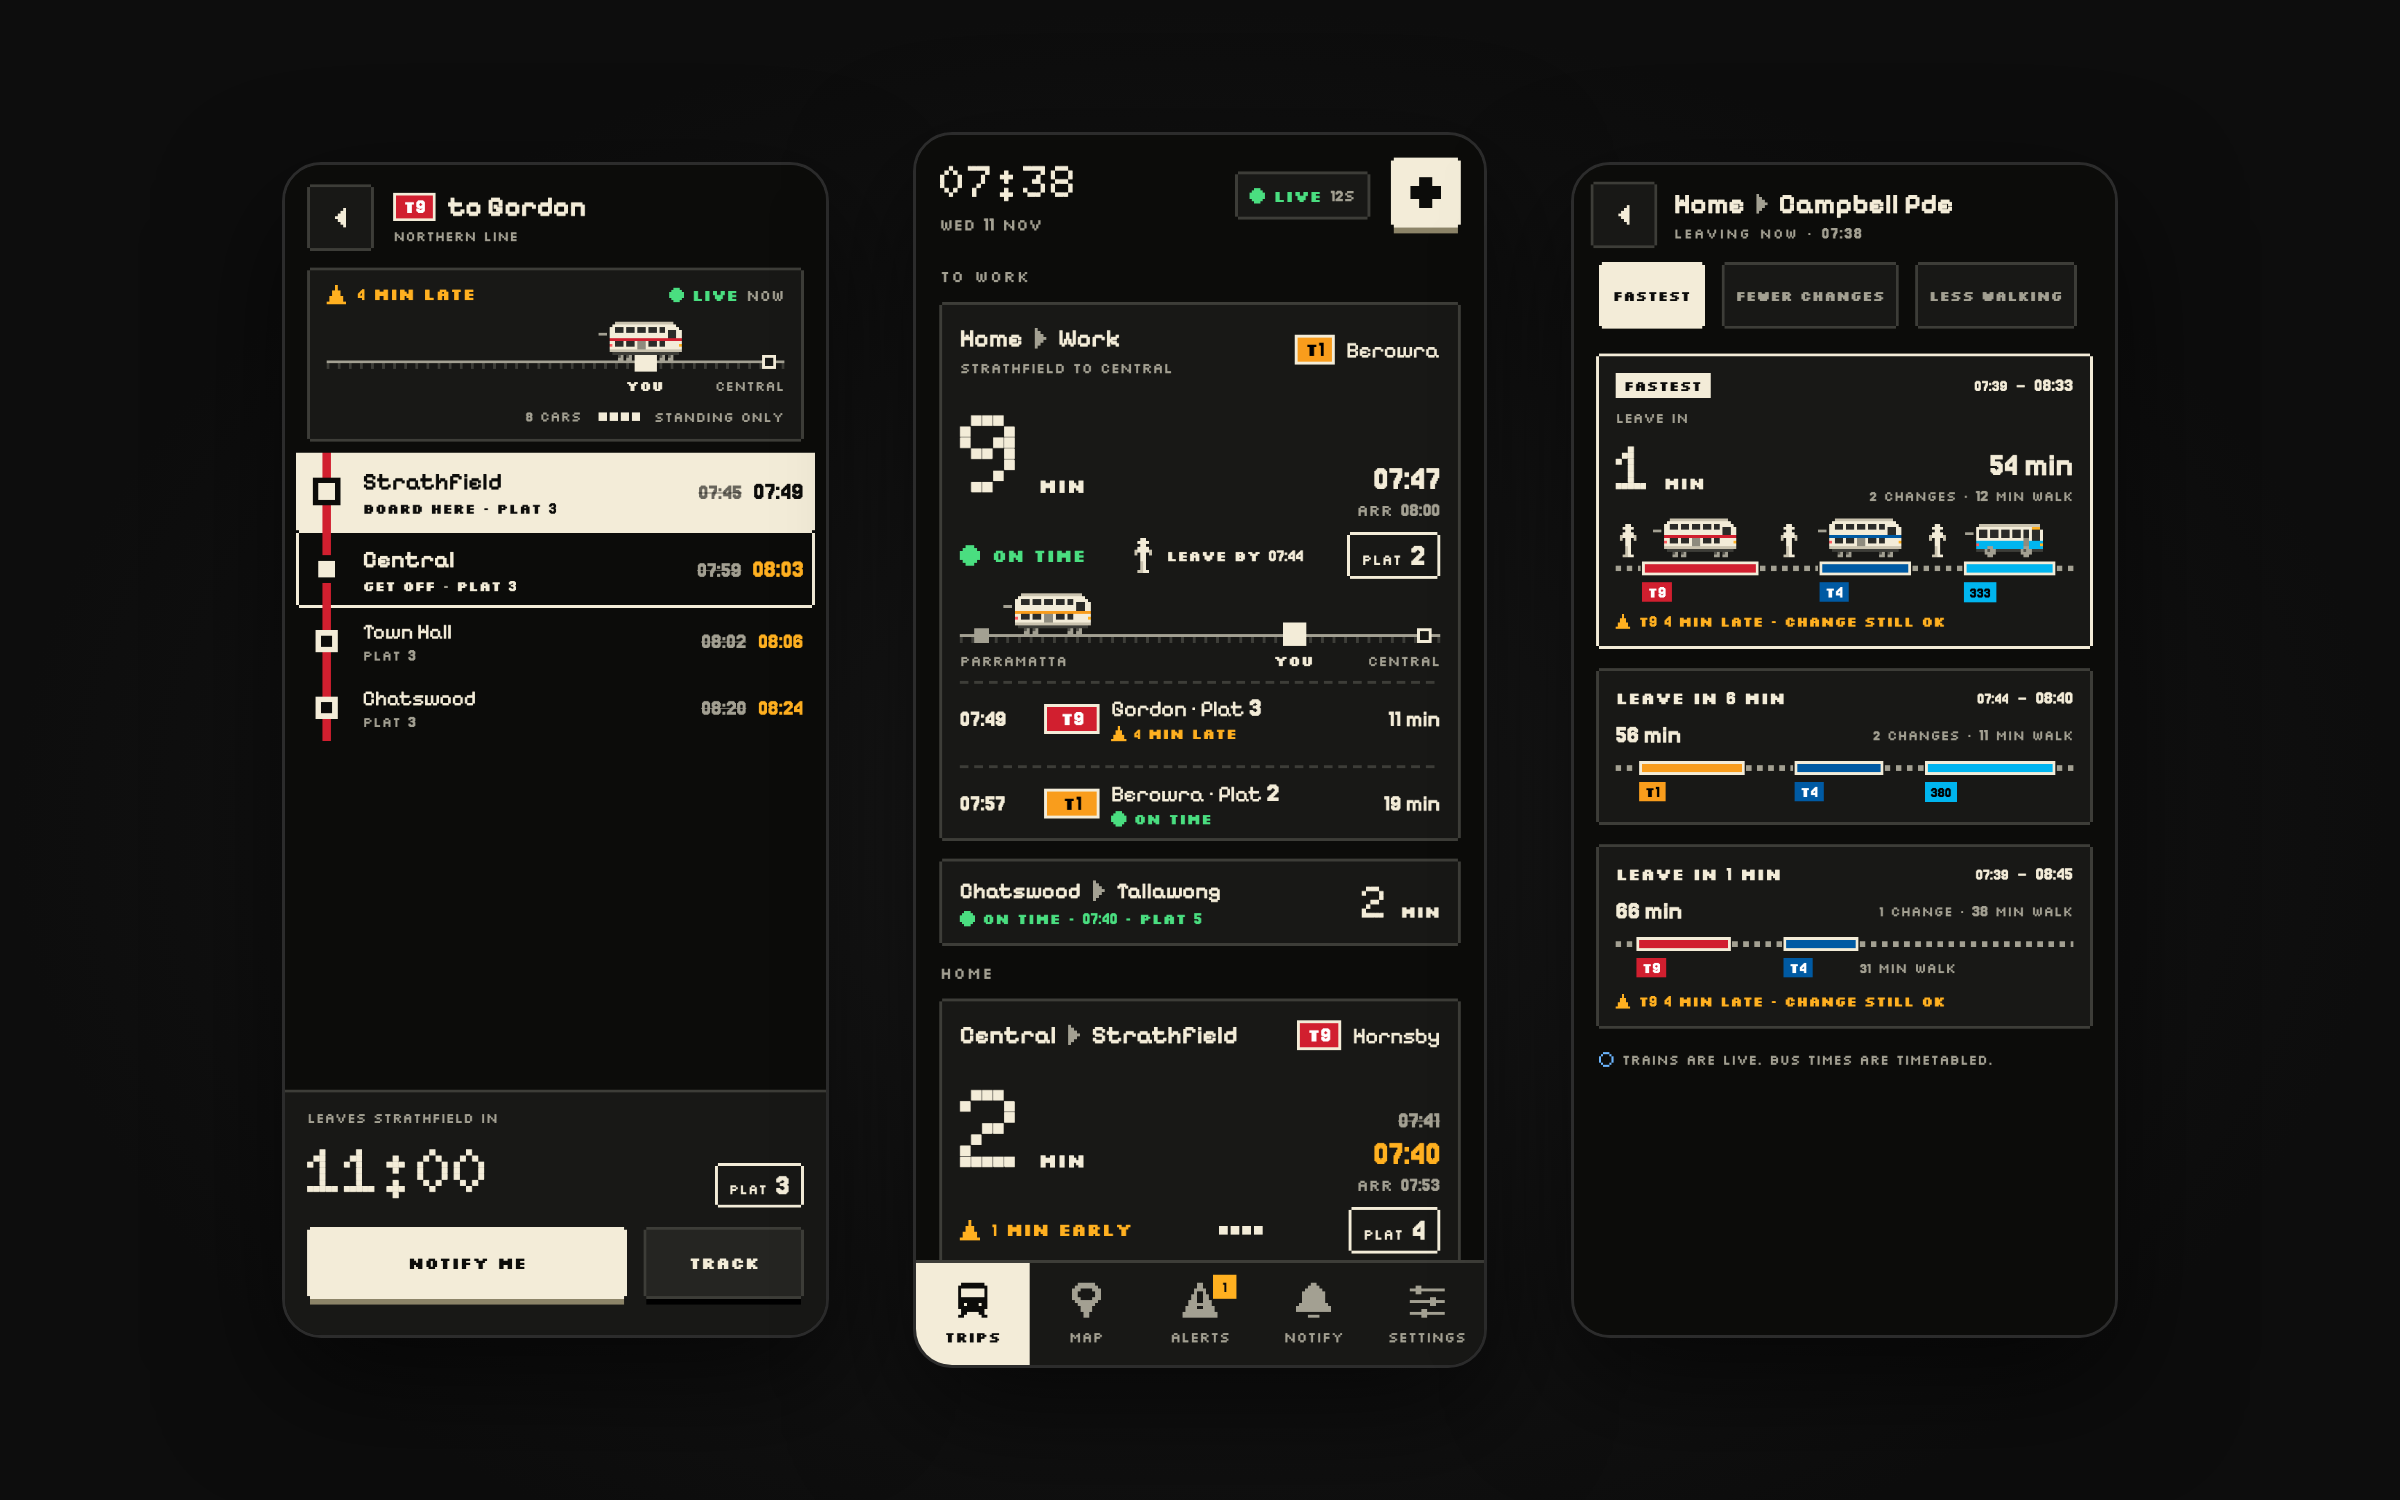 T9 to Gordon
NORTHERN LINE
4 MIN LATE
LIVE NOW
YOU CENTRAL
8 CARS STANDING ONLY
Strathfield
07:45 07:49
BOARD HERE - PLAT 3
Central
07:59 08:03
GET OFF - PLAT 3
Town Hall
08:02 08:06
PLAT 3
Chatswood
08:20 08:24
PLAT 3
LEAVES STRATHFIELD IN
11:00
PLAT 3
NOTIFY ME
TRACK
07:38
WED 11 NOV
LIVE 12S
TO WORK
Home Work
STRATHFIELD TO CENTRAL
T1 Berowra
9 MIN
07:47
ARR 08:00
ON TIME
LEAVE BY 07:44
PLAT 2
PARRAMATTA YOU CENTRAL
07:49 T9 Gordon · Plat 3 11 min
4 MIN LATE
07:57 T1 Berowra · Plat 2 19 min
ON TIME
Chatswood Tallawong
ON TIME - 07:40 - PLAT 5
2 MIN
HOME
Central Strathfield
T9 Hornsby
2 MIN
07:41
07:40
ARR 07:53
1 MIN EARLY
PLAT 4
1
TRIPS MAP ALERTS NOTIFY SETTINGS
Home Campbell Pde
LEAVING NOW · 07:38
FASTEST FEWER CHANGES LESS WALKING
FASTEST
07:39 – 08:33
LEAVE IN
1 MIN
54 min
2 CHANGES · 12 MIN WALK
T9 T4 333
T9 4 MIN LATE - CHANGE STILL OK
LEAVE IN 6 MIN
07:44 – 08:40
56 min
2 CHANGES · 11 MIN WALK
T1 T4 380
LEAVE IN 1 MIN
07:39 – 08:45
66 min
1 CHANGE · 38 MIN WALK
T9 T4 31 MIN WALK
T9 4 MIN LATE - CHANGE STILL OK
TRAINS ARE LIVE. BUS TIMES ARE TIMETABLED.